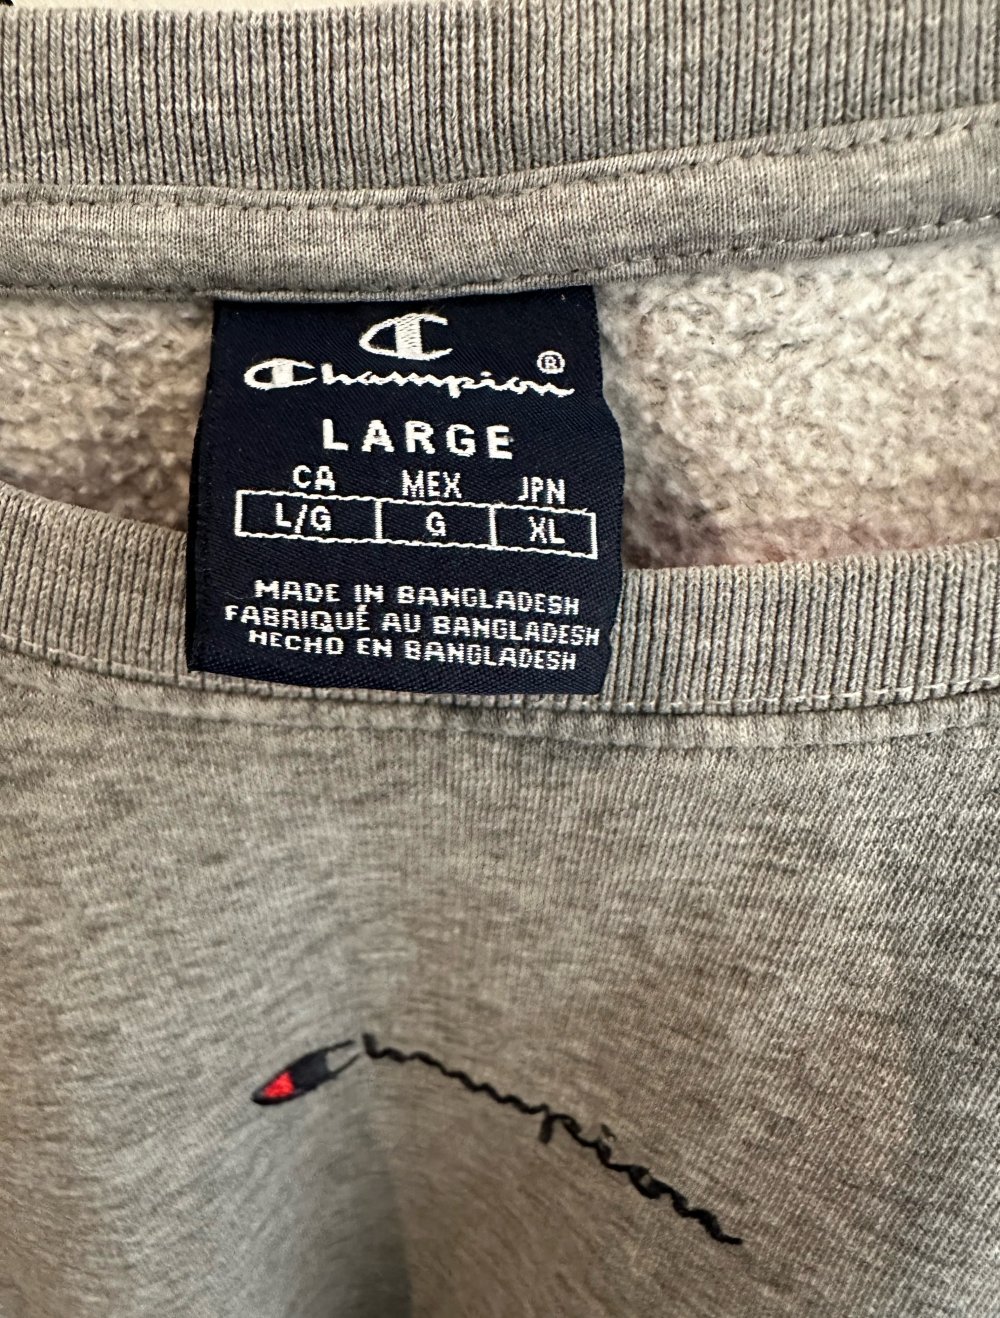 Champion®
LARGE
CA MEX JPN
L/G G XL
MADE IN BANGLADESH
FABRIQUÉ AU BANGLADESH
HECHO EN BANGLADESH
Champion